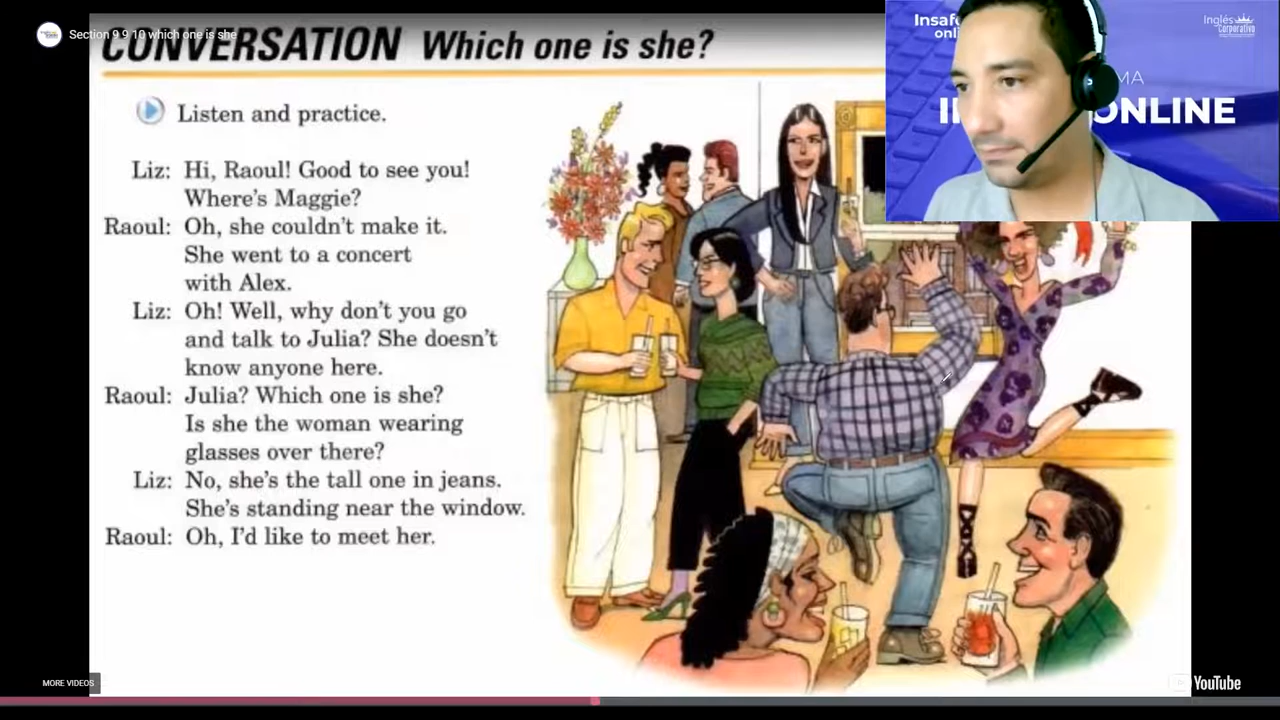 Section 9 9 10 which one is she
CONVERSATION Which one is she?
Listen and practice.
Liz: Hi, Raoul! Good to see you!
Where's Maggie?
Raoul: Oh, she couldn't make it.
She went to a concert
with Alex.
Liz: Oh! Well, why don't you go
and talk to Julia? She doesn't
know anyone here.
Raoul: Julia? Which one is she?
Is she the woman wearing
glasses over there?
Liz: No, she's the tall one in jeans.
She's standing near the window.
Raoul: Oh, I'd like to meet her.
Inglés
Corporativo
ONLINE
MORE VIDEOS
YouTube